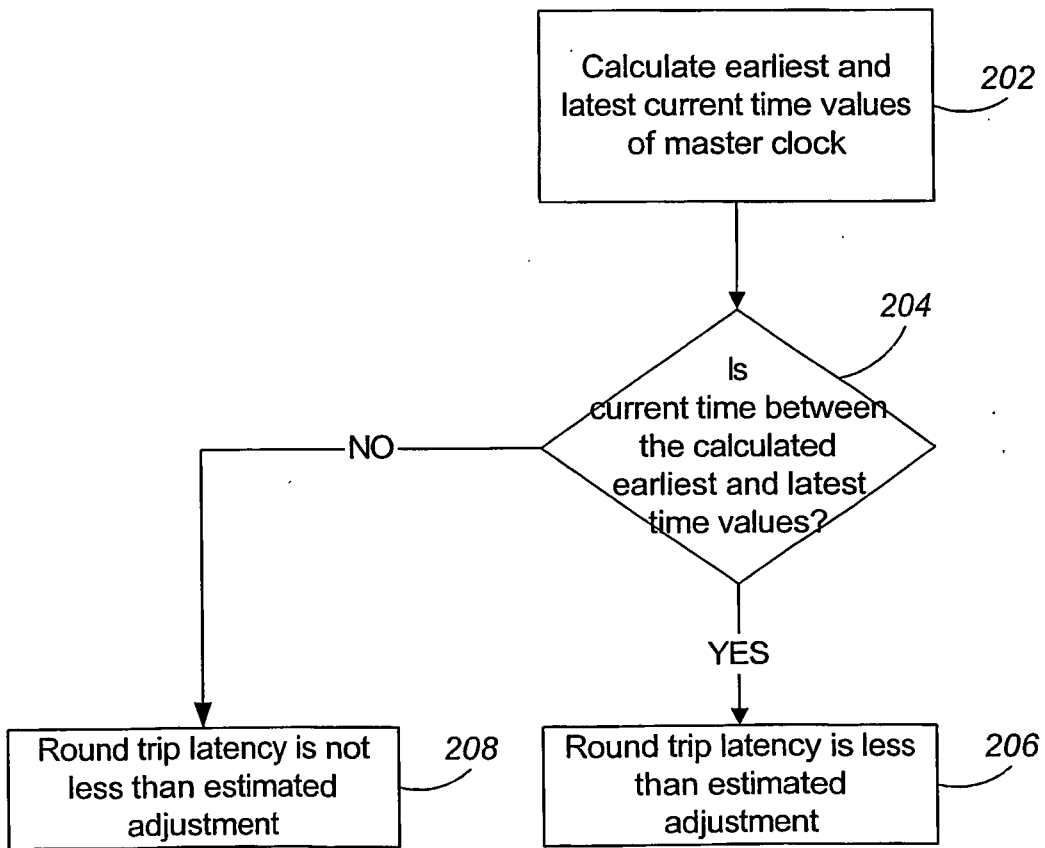 Calculate earliest and
latest current time values
of master clock
202
204
Is
current time between
the calculated
earliest and latest
time values?
NO
YES
Round trip latency is not
less than estimated
adjustment
208
Round trip latency is less
than estimated
adjustment
206